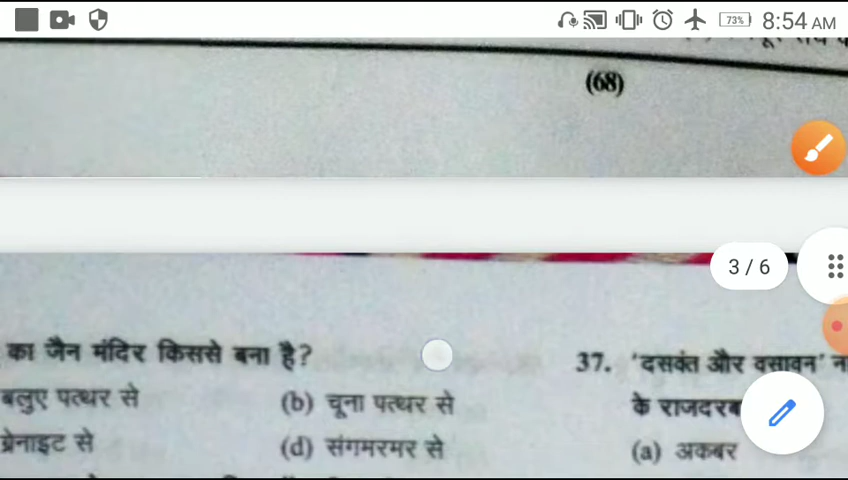 73% 8:54 AM
(68)
3 / 6
का जैन मंदिर किससे बना है?
बलुए पत्थर से (b) चूना पत्थर से
ग्रेनाइट से (d) संगमरमर से
37. 'दसवंत और वसावन' ना
के राजदरब
(a) अकबर